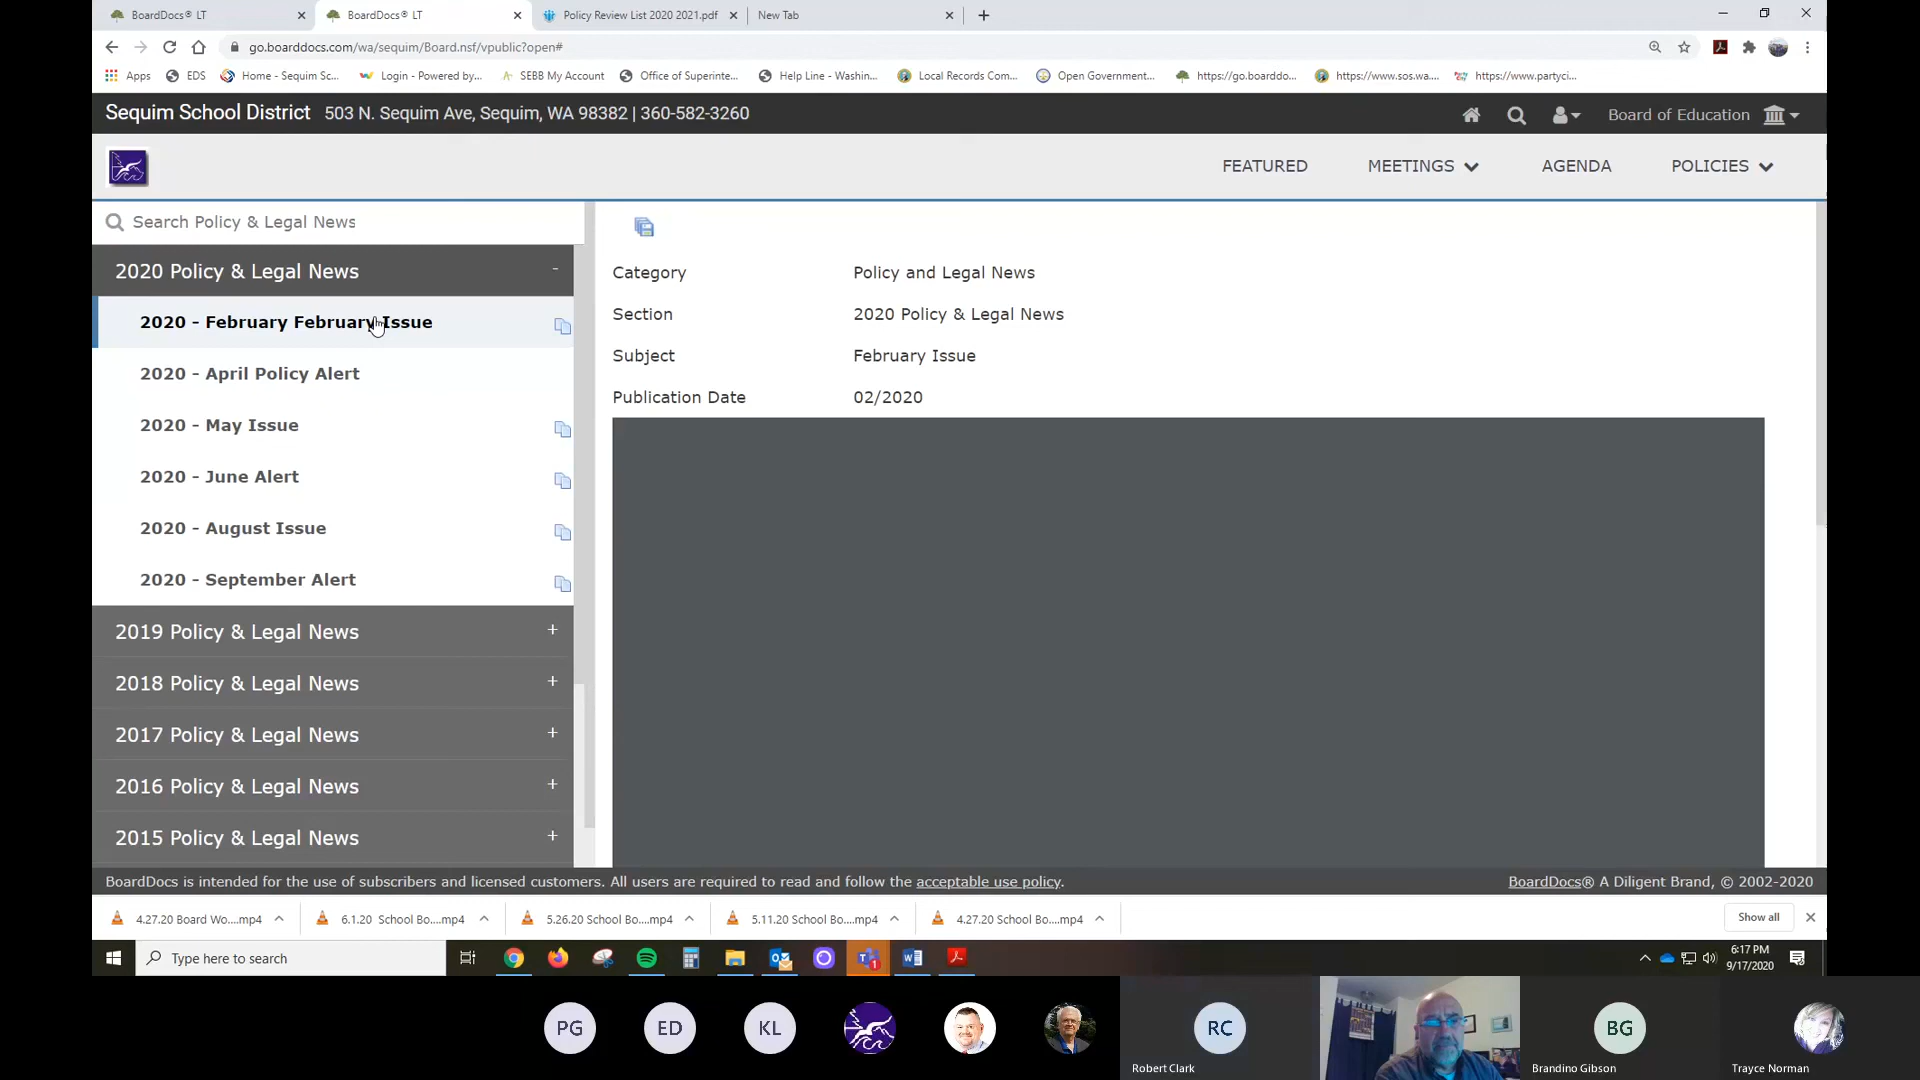 BoardDocs® LT
BoardDocs® LT
Policy Review List 2020 2021.pdf
New Tab
go.boarddocs.com/wa/sequim/Board.nsf/vpublic?open#
Apps
EDS
Home - Sequim Sc...
Login - Powered by...
SEBB My Account
Office of Superinte...
Help Line - Washin...
Local Records Com...
Open Government...
https://go.boarddo...
https://www.sos.wa....
https://www.partyci...
Sequim School District 503 N. Sequim Ave, Sequim, WA 98382 | 360-582-3260
Board of Education
FEATURED
MEETINGS
AGENDA
POLICIES
Search Policy & Legal News
2020 Policy & Legal News -
2020 - February February Issue
2020 - April Policy Alert
2020 - May Issue
2020 - June Alert
2020 - August Issue
2020 - September Alert
2019 Policy & Legal News +
2018 Policy & Legal News +
2017 Policy & Legal News +
2016 Policy & Legal News +
2015 Policy & Legal News +
Category Policy and Legal News
Section 2020 Policy & Legal News
Subject February Issue
Publication Date 02/2020
BoardDocs is intended for the use of subscribers and licensed customers. All users are required to read and follow the acceptable use policy.
BoardDocs® A Diligent Brand, © 2002-2020
4.27.20 Board Wo....mp4
6.1.20 School Bo....mp4
5.26.20 School Bo....mp4
5.11.20 School Bo....mp4
4.27.20 School Bo....mp4
Show all
Type here to search
6:17 PM
9/17/2020
PG
ED
KL
RC
BG
Robert Clark
Brandino Gibson
Trayce Norman